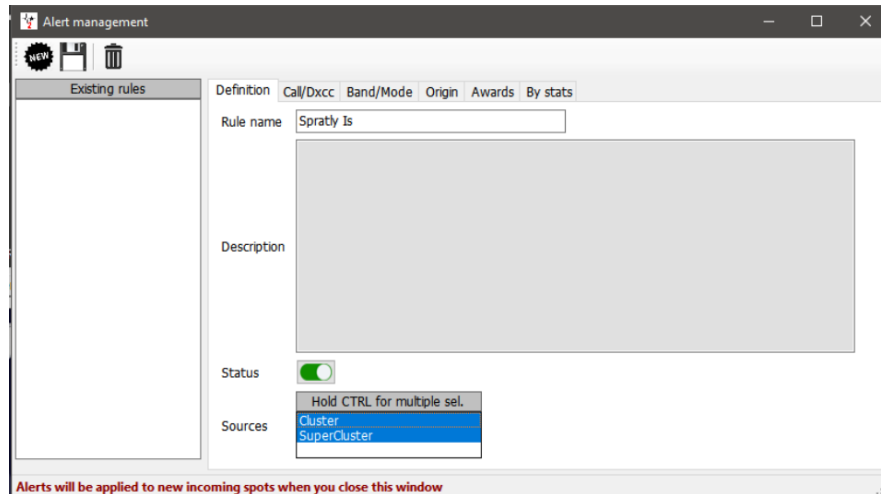 Alert management
NEW
Existing rules
Definition Call/Dxcc Band/Mode Origin Awards By stats
Rule name Spratly Is
Description
Status
Hold CTRL for multiple sel.
Sources
Cluster
SuperCluster
Alerts will be applied to new incoming spots when you close this window